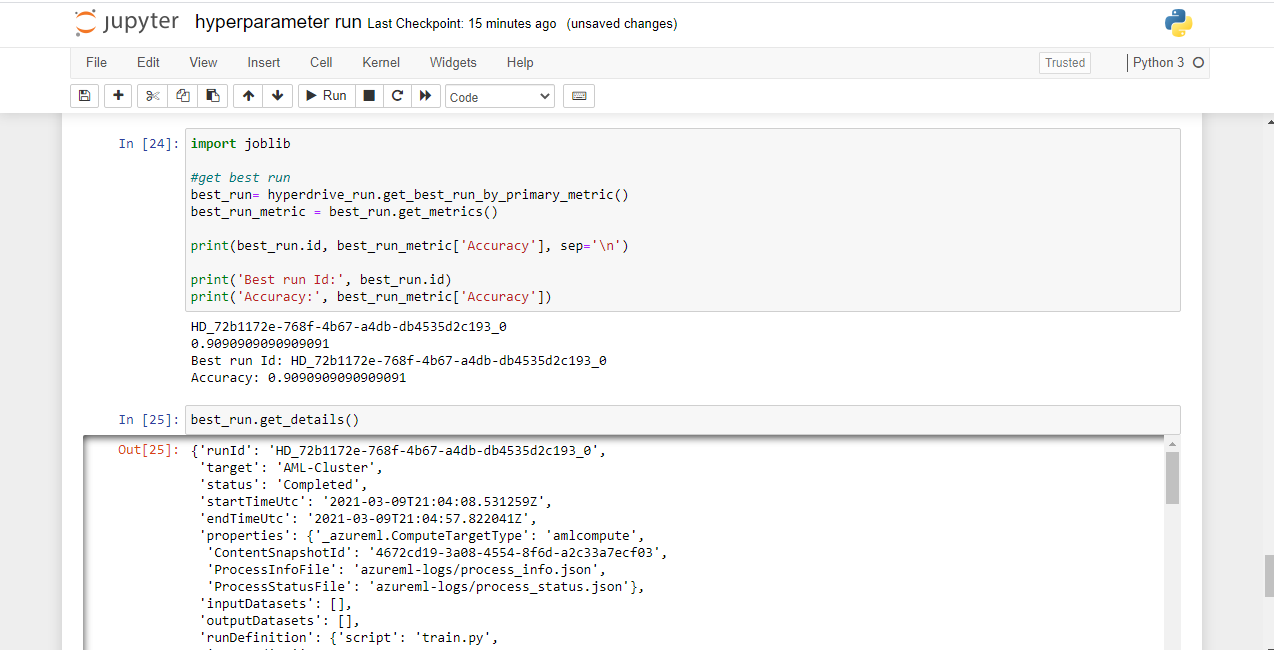 jupyter hyperparameter run Last Checkpoint: 15 minutes ago (unsaved changes)
File Edit View Insert Cell Kernel Widgets Help Trusted Python 3
Run Code
In [24]: import joblib
#get best run
best_run= hyperdrive_run.get_best_run_by_primary_metric()
best_run_metric = best_run.get_metrics()
print(best_run.id, best_run_metric['Accuracy'], sep='\n')
print('Best run Id:', best_run.id)
print('Accuracy:', best_run_metric['Accuracy'])
HD_72b1172e-768f-4b67-a4db-db4535d2c193_0
0.9090909090909091
Best run Id: HD_72b1172e-768f-4b67-a4db-db4535d2c193_0
Accuracy: 0.9090909090909091
In [25]: best_run.get_details()
Out[25]: {'runId': 'HD_72b1172e-768f-4b67-a4db-db4535d2c193_0',
'target': 'AML-Cluster',
'status': 'Completed',
'startTimeUtc': '2021-03-09T21:04:08.531259Z',
'endTimeUtc': '2021-03-09T21:04:57.822041Z',
'properties': {'_azureml.ComputeTargetType': 'amlcompute',
'ContentSnapshotId': '4672cd19-3a08-4554-8f6d-a2c33a7ecf03',
'ProcessInfoFile': 'azureml-logs/process_info.json',
'ProcessStatusFile': 'azureml-logs/process_status.json'},
'inputDatasets': [],
'outputDatasets': [],
'runDefinition': {'script': 'train.py',